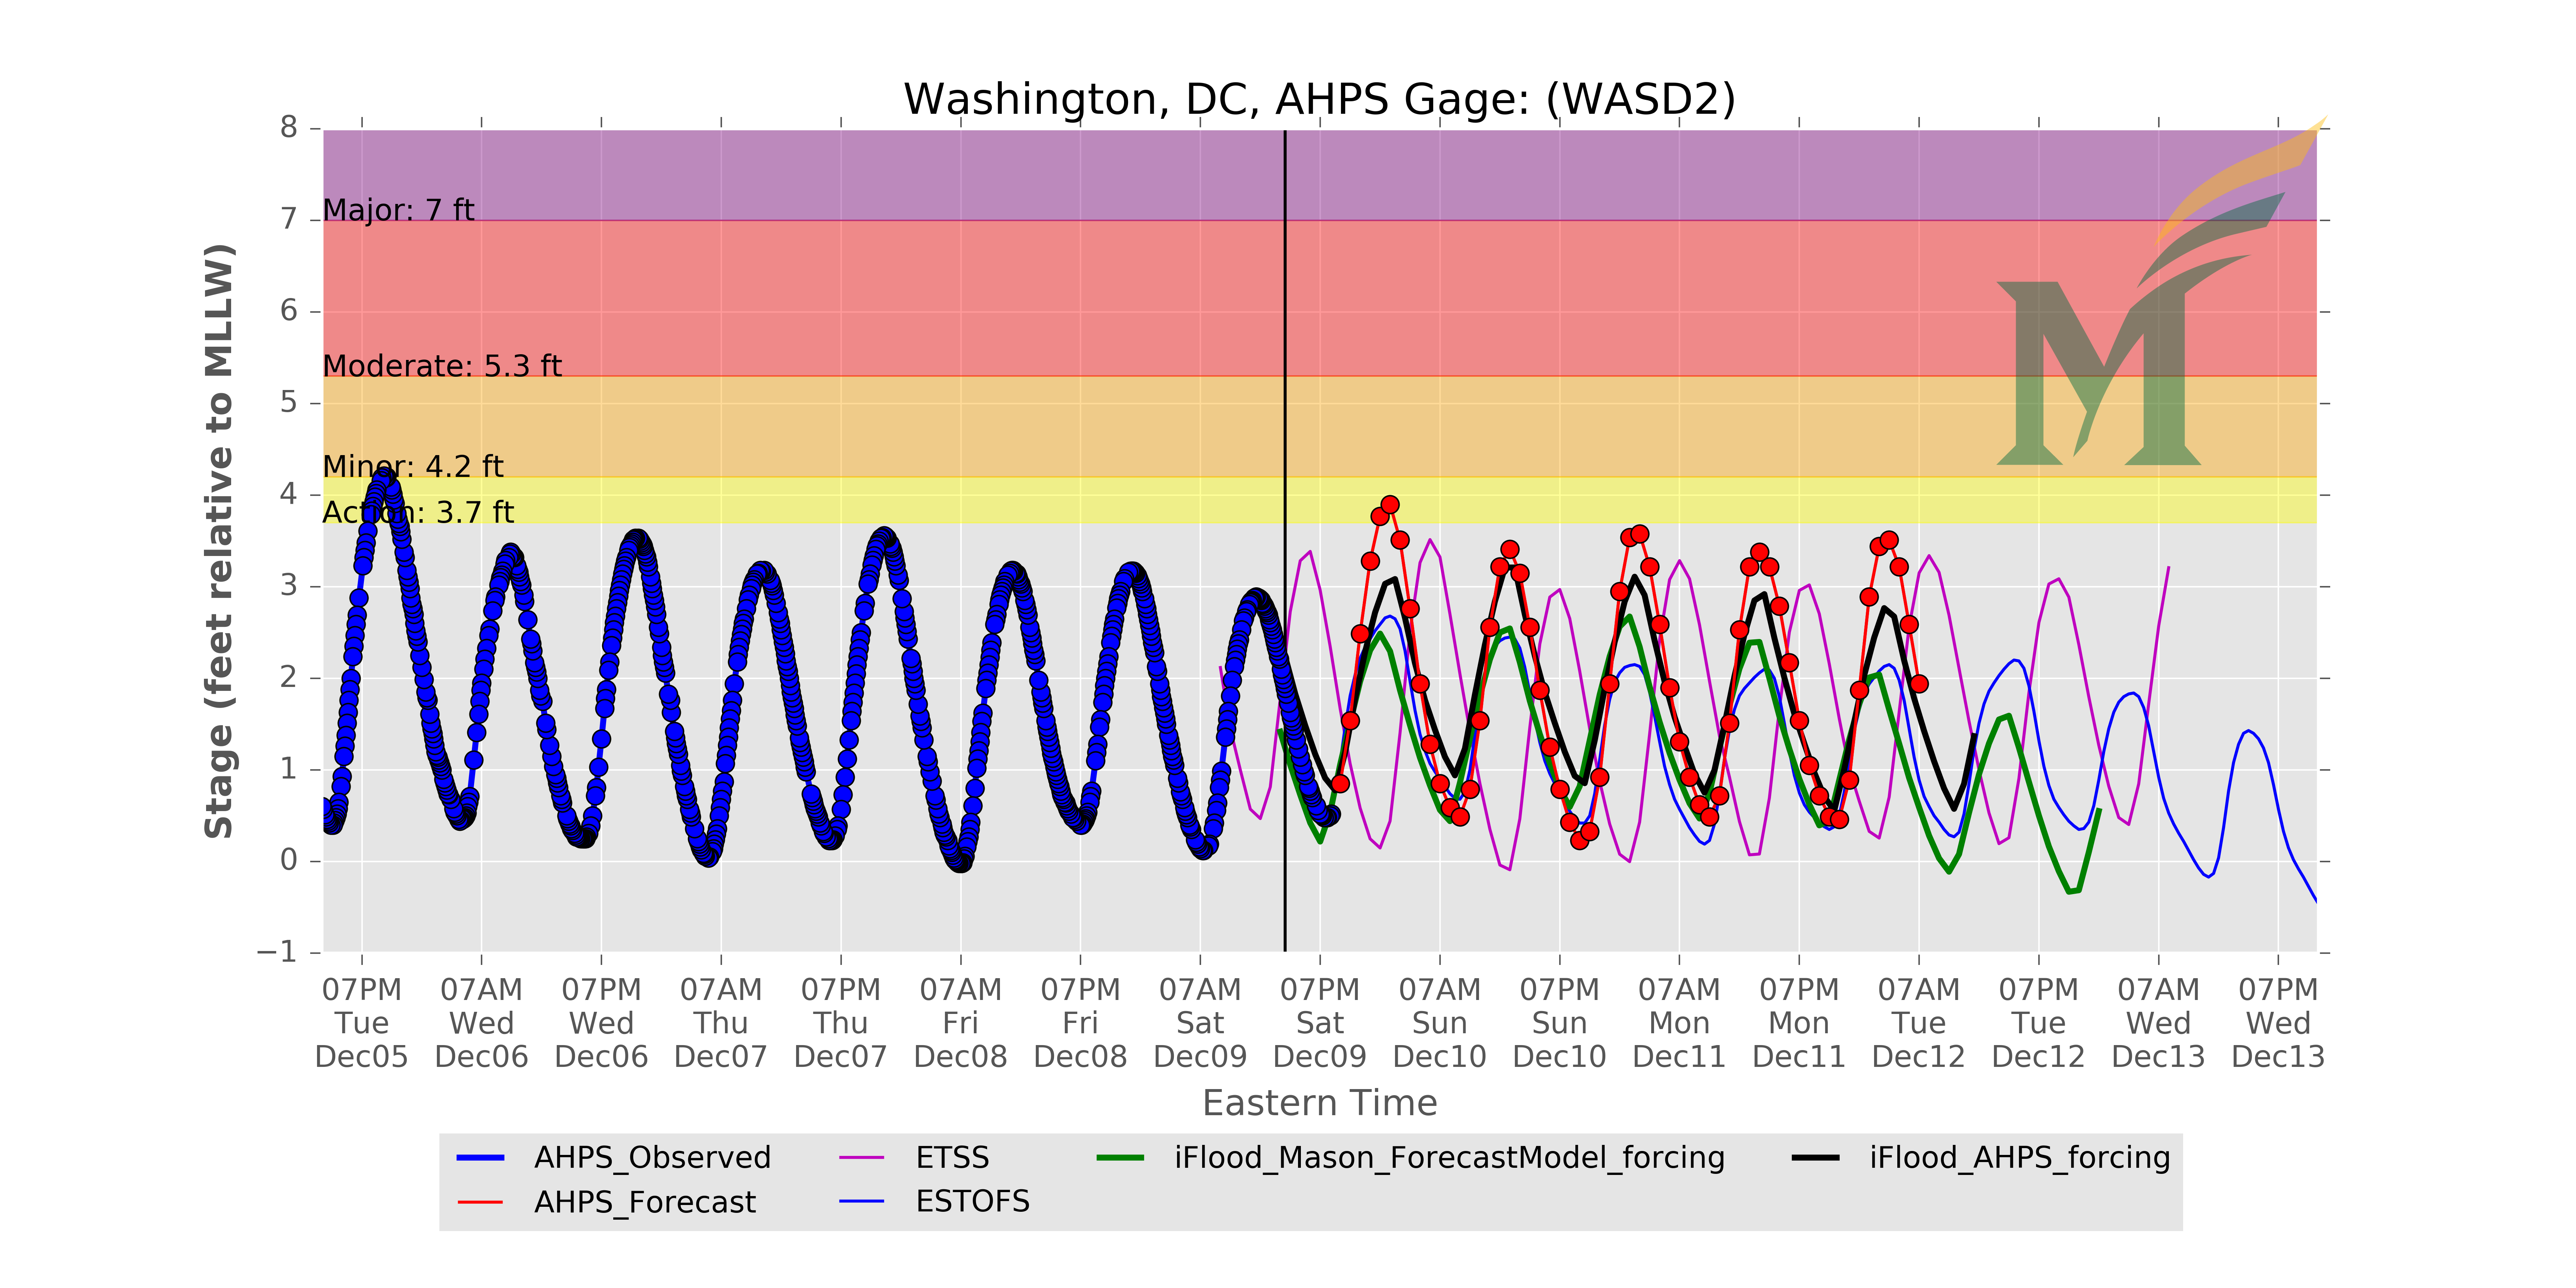 Washington, DC, AHPS Gage: (WASD2)
8
7
6
5
4
3
2
1
0
−1
Stage (feet relative to MLLW)
Major: 7 ft
Moderate: 5.3 ft
Minor: 4.2 ft
Action: 3.7 ft
M
07PM 07AM 07PM 07AM 07PM 07AM 07PM 07AM 07PM 07AM 07PM 07AM 07PM 07AM 07PM 07AM 07PM
Tue Wed Wed Thu Thu Fri Fri Sat Sat Sun Sun Mon Mon Tue Tue Wed Wed
Dec05 Dec06 Dec06 Dec07 Dec07 Dec08 Dec08 Dec09 Dec09 Dec10 Dec10 Dec11 Dec11 Dec12 Dec12 Dec13 Dec13
Eastern Time
AHPS_Observed ETSS iFlood_Mason_ForecastModel_forcing iFlood_AHPS_forcing
AHPS_Forecast ESTOFS